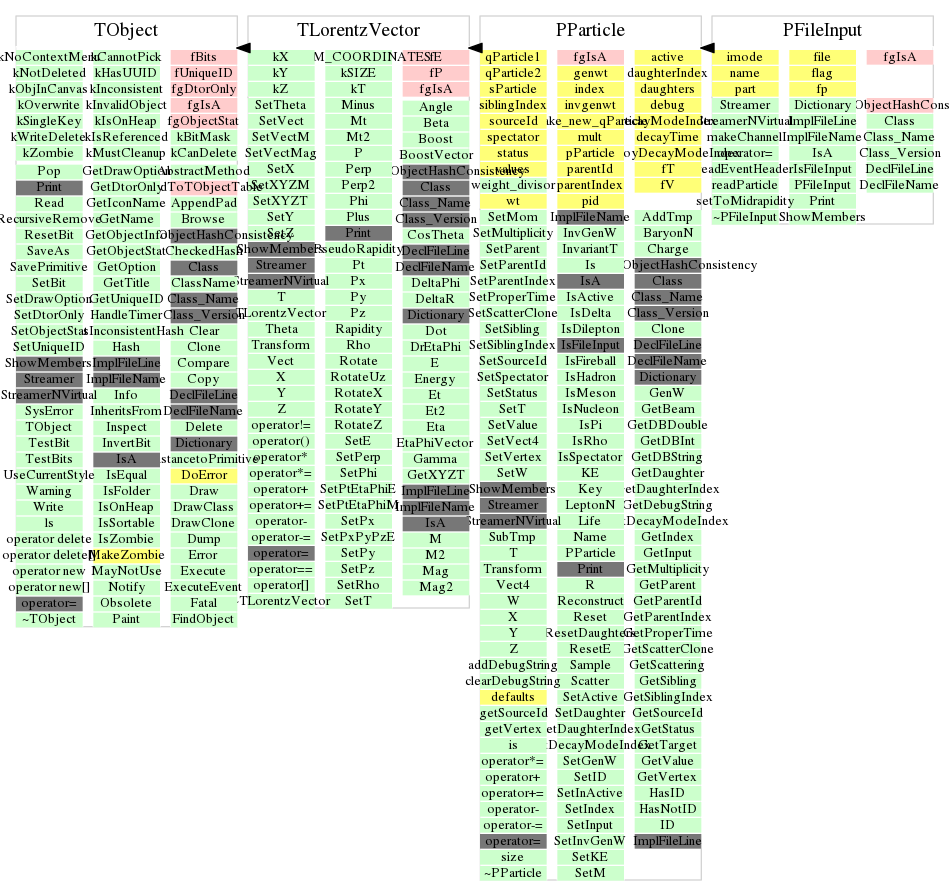 TObject
kNoContextMenu
kNotDeleted
kObjInCanvas
kOverwrite
kSingleKey
kWriteDelete
kZombie
Pop
Print
Read
RecursiveRemove
ResetBit
SaveAs
SavePrimitive
SetBit
SetDrawOption
SetDtorOnly
SetObjectStat
SetUniqueID
ShowMembers
Streamer
StreamerNVirtual
SysError
TObject
TestBit
TestBits
UseCurrentStyle
Warning
Write
ls
operator delete
operator delete[]
operator new
operator new[]
operator=
~TObject
kCannotPick
kHasUUID
kInconsistent
kInvalidObject
kIsOnHeap
kIsReferenced
kMustCleanup
GetDrawOption
GetDtorOnly
GetIconName
GetName
GetObjectInfo
GetObjectStat
GetOption
GetTitle
GetUniqueID
HandleTimer
HasInconsistentHash
Hash
ImplFileLine
ImplFileName
Info
InheritsFrom
Inspect
InvertBit
IsA
IsEqual
IsFolder
IsOnHeap
IsSortable
IsZombie
MakeZombie
MayNotUse
Notify
Obsolete
Paint
fBits
fUniqueID
fgDtorOnly
fgIsA
fgObjectStat
kBitMask
kCanDelete
AbstractMethod
AppendPad
Browse
CheckedHash
Class
ClassName
Class_Name
Class_Version
Clear
Clone
Compare
Copy
DeclFileLine
DeclFileName
Delete
Dictionary
DoError
Draw
DrawClass
DrawClone
Dump
Error
Execute
ExecuteEvent
Fatal
FindObject
TLorentzVector
kX
kY
kZ
SetTheta
SetVect
SetVectM
SetVectMag
SetX
SetXYZM
SetXYZT
SetY
SetZ
ShowMembers
Streamer
StreamerNVirtual
T
TLorentzVector
Theta
Transform
Vect
X
Y
Z
operator!=
operator()
operator*
operator*=
operator+
operator+=
operator-
operator-=
operator=
operator==
operator[]
~TLorentzVector
kSIZE
kT
Minus
Mt
Mt2
P
Perp
Perp2
Phi
Plus
Print
PseudoRapidity
Pt
Px
Py
Pz
Rapidity
Rho
Rotate
RotateUz
RotateX
RotateY
RotateZ
SetE
SetPerp
SetPhi
SetPtEtaPhiE
SetPtEtaPhiM
SetPx
SetPxPyPzE
SetPy
SetPz
SetRho
SetT
fE
fP
fgIsA
Angle
Beta
Boost
BoostVector
Class
Class_Name
Class_Version
CosTheta
DeclFileLine
DeclFileName
DeltaPhi
DeltaR
Dictionary
Dot
DrEtaPhi
E
Energy
Et
Et2
Eta
EtaPhiVector
Gamma
GetXYZT
ImplFileLine
ImplFileName
IsA
M
M2
Mag
Mag2
PParticle
qParticle1
qParticle2
sParticle
siblingIndex
sourceId
spectator
status
values
weight_divisor
wt
SetMom
SetMultiplicity
SetParent
SetParentId
SetParentIndex
SetProperTime
SetScatterClone
SetSibling
SetSiblingIndex
SetSourceId
SetSpectator
SetStatus
SetT
SetValue
SetVect4
SetVertex
SetW
ShowMembers
Streamer
StreamerNVirtual
SubTmp
T
Transform
Vect4
W
X
Y
Z
addDebugString
clearDebugString
defaults
getSourceId
getVertex
is
operator*=
operator+
operator+=
operator-
operator-=
operator=
size
~PParticle
fgIsA
genwt
index
invgenwt
mult
pParticle
parentId
parentIndex
pid
ImplFileName
InvGenW
InvariantT
Is
IsA
IsActive
IsDelta
IsDilepton
IsFileInput
IsFireball
IsHadron
IsMeson
IsNucleon
IsPi
IsRho
IsSpectator
KE
Key
LeptonN
Life
Name
PParticle
Print
R
Reconstruct
Reset
ResetDaughters
ResetE
Sample
Scatter
SetActive
SetDaughter
SetDaughterIndex
SetDecayModeIndex
SetGenW
SetID
SetInActive
SetIndex
SetInput
SetInvGenW
SetKE
SetM
active
daughterIndex
daughters
debug
decayModeIndex
decayTime
fT
fV
AddTmp
BaryonN
Charge
CheckTObjectHashConsistency
Class
Class_Name
Class_Version
Clone
DeclFileLine
DeclFileName
Dictionary
GenW
GetBeam
GetDBDouble
GetDBInt
GetDBString
GetDaughter
GetDaughterIndex
GetDebugString
GetDecayModeIndex
GetIndex
GetInput
GetMultiplicity
GetParent
GetParentId
GetParentIndex
GetProperTime
GetScatterClone
GetScattering
GetSibling
GetSiblingIndex
GetSourceId
GetStatus
GetTarget
GetValue
GetVertex
HasID
HasNotID
ID
ImplFileLine
PFileInput
imode
name
part
Streamer
StreamerNVirtual
makeChannel
operator=
readEventHeader
readParticle
setToMidrapidity
~PFileInput
file
flag
fp
Dictionary
ImplFileLine
ImplFileName
IsA
IsFileInput
PFileInput
Print
ShowMembers
fgIsA
Class
Class_Name
Class_Version
DeclFileLine
DeclFileName